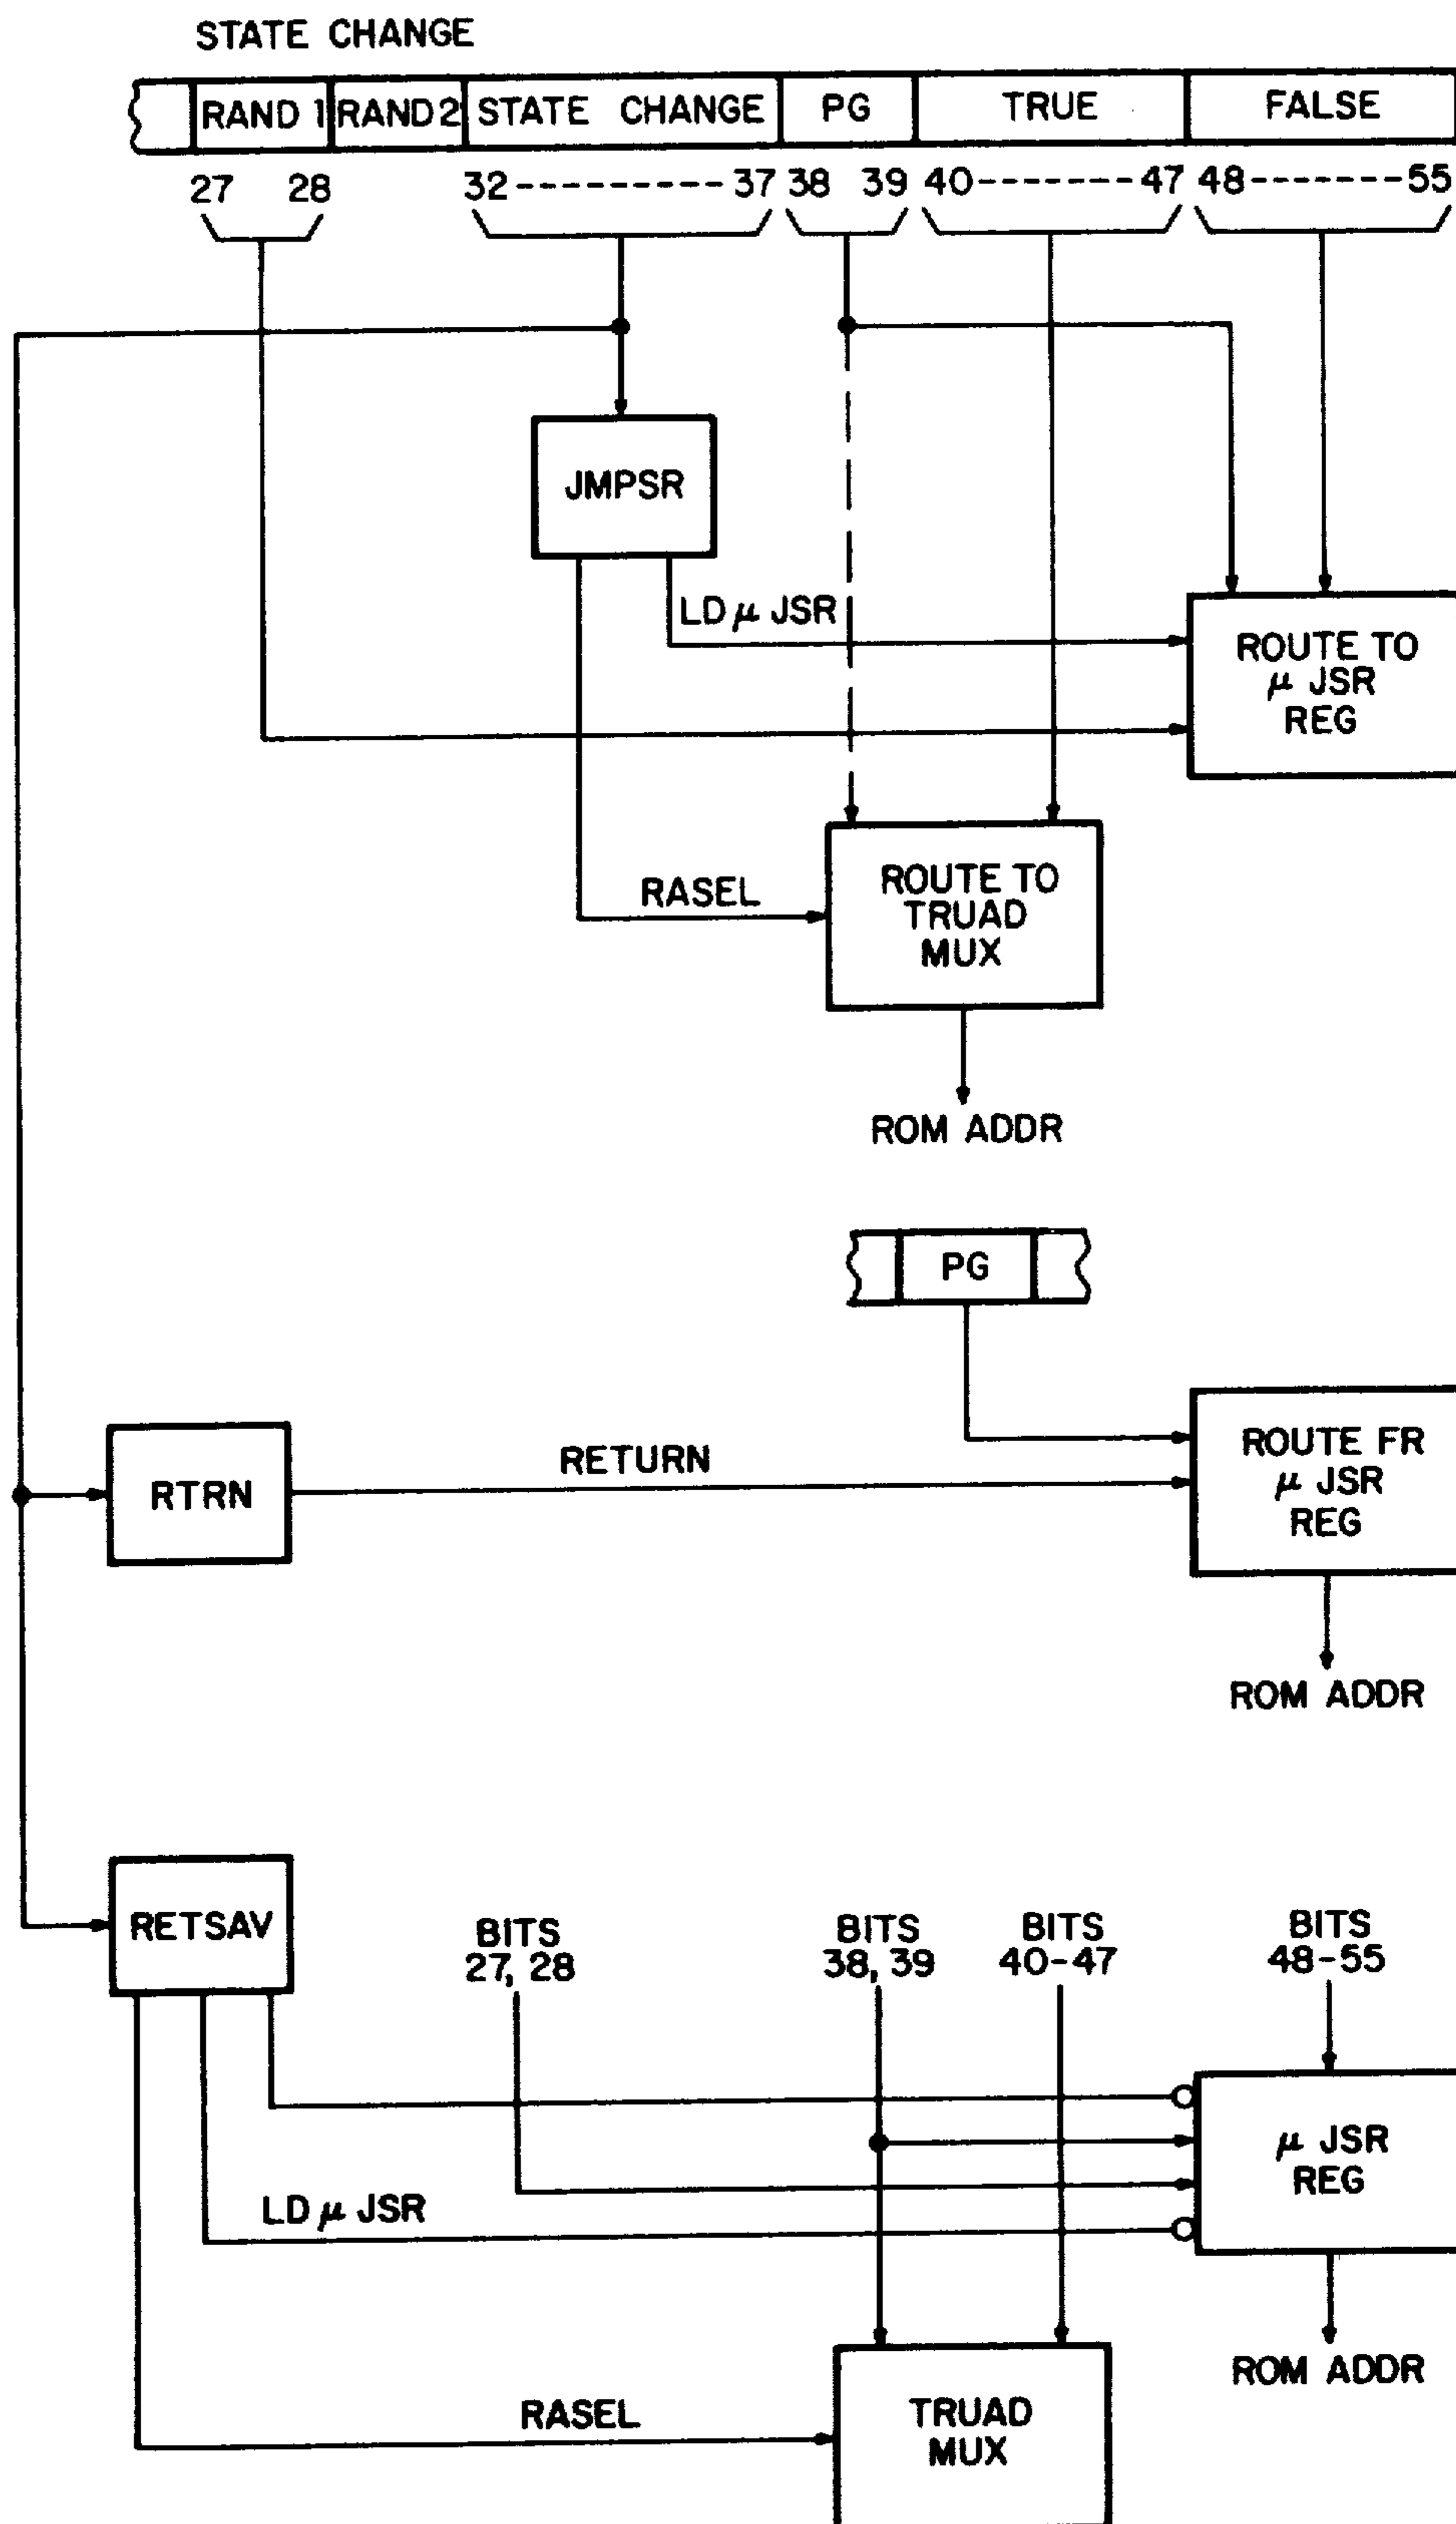 STATE CHANGE
RAND 1 RAND 2 STATE CHANGE PG TRUE FALSE
27 28 32---------37 38 39 40-------47 48-------55
JMPSR
LD μ JSR
ROUTE TO
μ JSR
REG
RASEL
ROUTE TO
TRUAD
MUX
ROM ADDR
PG
RTRN
RETURN
ROUTE FR
μ JSR
REG
ROM ADDR
RETSAV
BITS
27, 28
BITS
38, 39
BITS
40-47
BITS
48-55
μ JSR
REG
LD μ JSR
ROM ADDR
RASEL
TRUAD
MUX